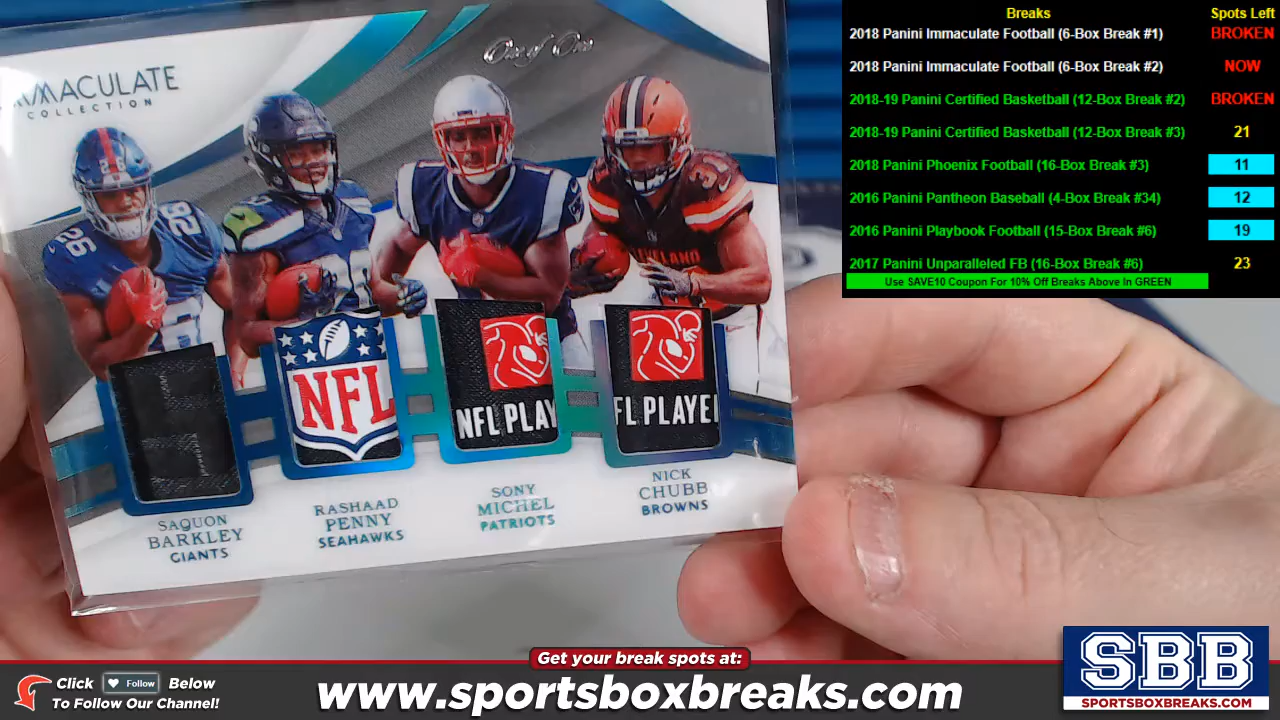 IMMACULATE
COLLECTION
One of One
26
28
31
NFL
NFL PLAY
FL PLAYE
SAQUON
BARKLEY
GIANTS
RASHAAD
PENNY
SEAHAWKS
SONY
MICHEL
PATRIOTS
NICK
CHUBB
BROWNS
Breaks Spots Left
2018 Panini Immaculate Football (6-Box Break #1) BROKEN
2018 Panini Immaculate Football (6-Box Break #2) NOW
2018-19 Panini Certified Basketball (12-Box Break #2) BROKEN
2018-19 Panini Certified Basketball (12-Box Break #3) 21
2018 Panini Phoenix Football (16-Box Break #3) 11
2016 Panini Pantheon Baseball (4-Box Break #34) 12
2016 Panini Playbook Football (15-Box Break #6) 19
2017 Panini Unparalleled FB (16-Box Break #6) 23
Use SAVE10 Coupon For 10% Off Breaks Above In GREEN
Get your break spots at:
Click Follow Below
To Follow Our Channel!
www.sportsboxbreaks.com
SBB
SPORTSBOXBREAKS.COM